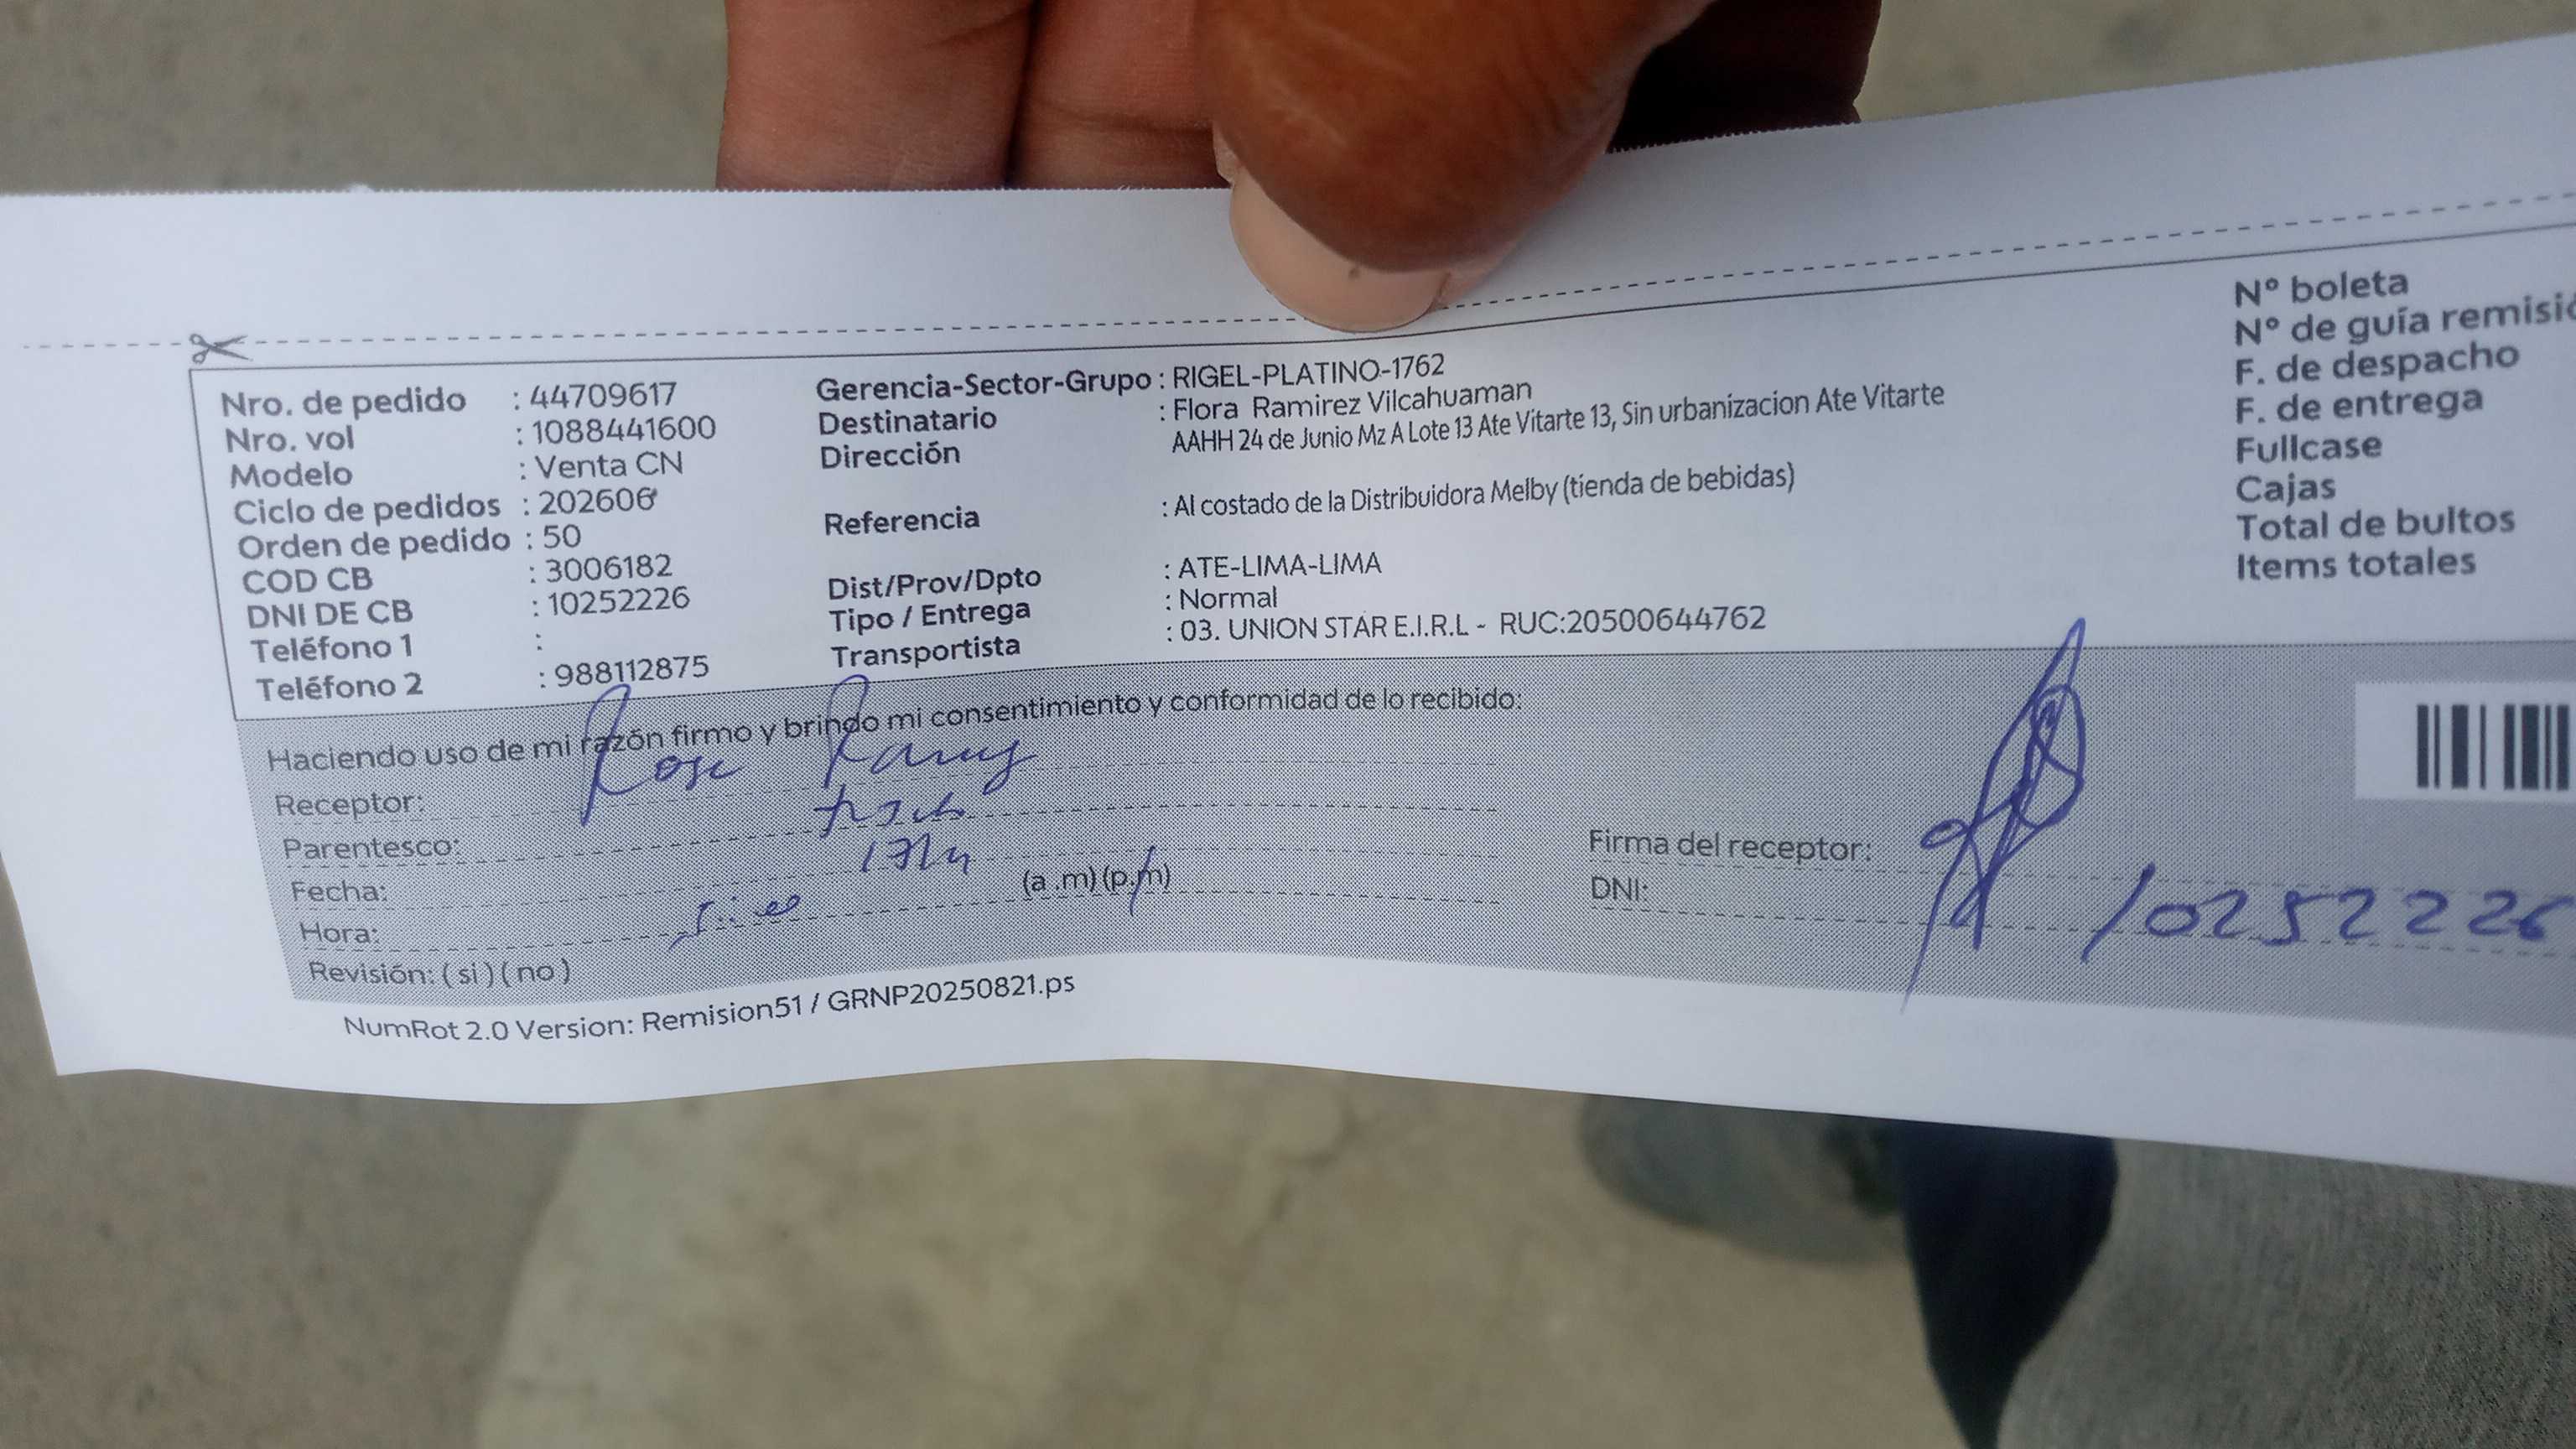 Nro. de pedido : 44709617
Nro. vol : 1088441600
Modelo : Venta CN
Ciclo de pedidos : 202606
Orden de pedido : 50
COD CB : 3006182
DNI DE CB : 10252226
Teléfono 1 :
Teléfono 2 : 988112875
Gerencia-Sector-Grupo : RIGEL-PLATINO-1762
Destinatario : Flora Ramirez Vilcahuaman
Dirección AAHH 24 de Junio Mz A Lote 13 Ate Vitarte 13, Sin urbanizacion Ate Vitarte
Referencia : Al costado de la Distribuidora Melby (tienda de bebidas)
Dist/Prov/Dpto : ATE-LIMA-LIMA
Tipo / Entrega : Normal
Transportista : 03. UNION STAR E.I.R.L - RUC:20500644762
N° boleta
N° de guía remisió
F. de despacho
F. de entrega
Fullcase
Cajas
Total de bultos
Items totales
Haciendo uso de mi razón firmo y brindo mi consentimiento y conformidad de lo recibido:
Receptor:
Parentesco:
Fecha:
Hora: (a .m) (p.m)
Revisión: ( si ) ( no )
Firma del receptor:
DNI: 10252226
NumRot 2.0 Version: Remision51 / GRNP20250821.ps